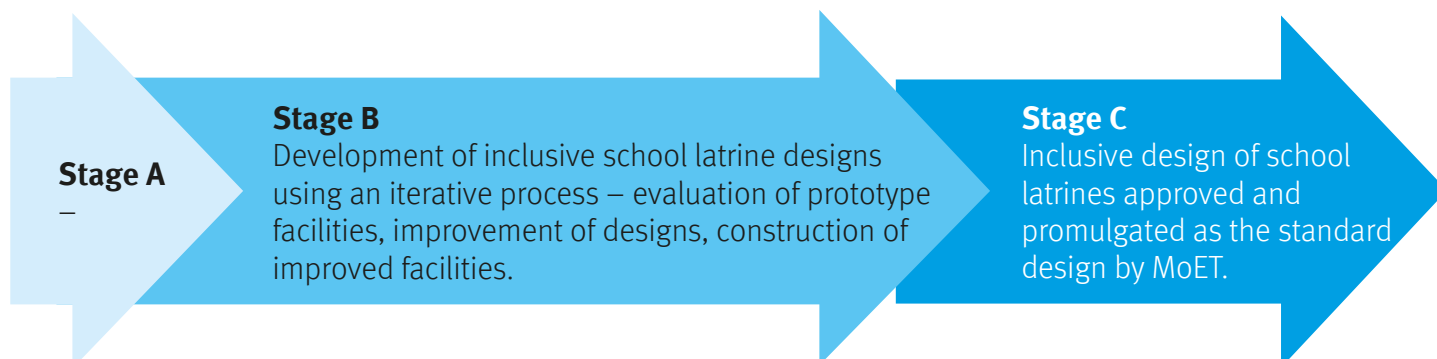 Stage A
–
Stage B
Development of inclusive school latrine designs
using an iterative process – evaluation of prototype
facilities, improvement of designs, construction of
improved facilities.
Stage C
Inclusive design of school
latrines approved and
promulgated as the standard
design by MoET.